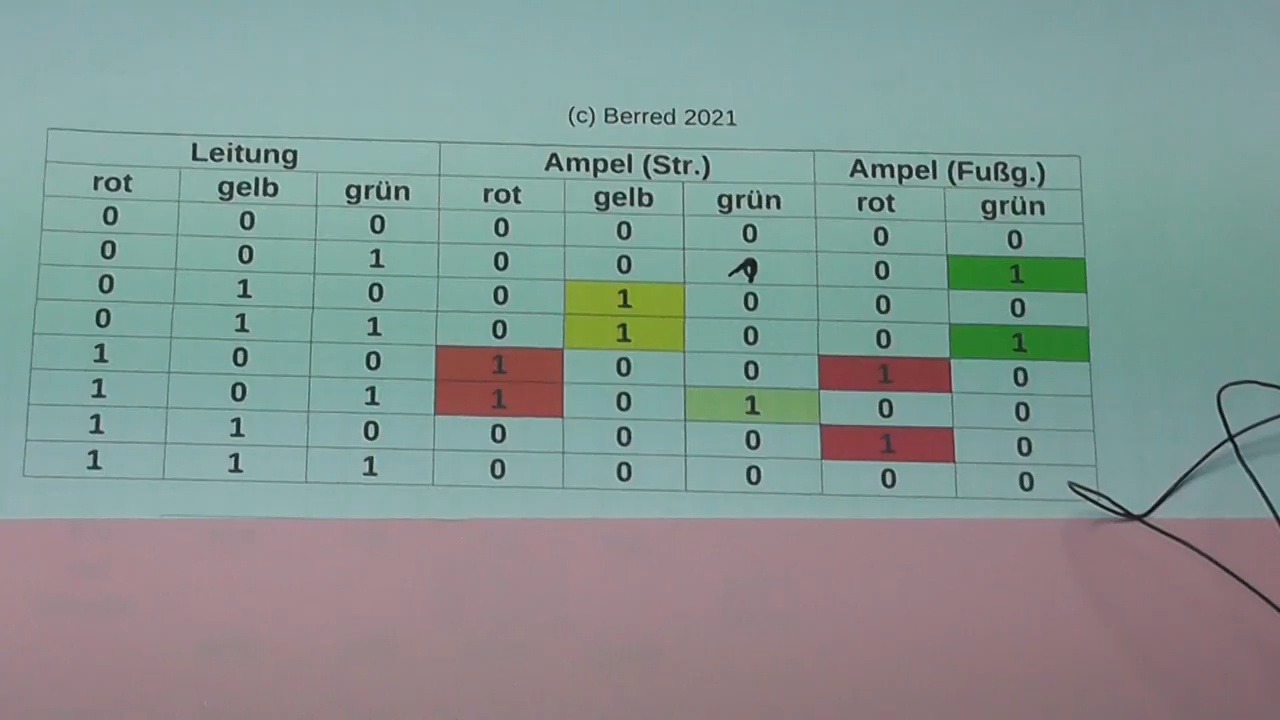 (c) Berred 2021
Leitung Ampel (Str.) Ampel (Fußg.)
rot gelb grün rot gelb grün rot grün
0 0 0 0 0 0 0 0
0 0 1 0 0 0 1
0 1 0 0 1 0 0 0
0 1 1 0 1 0 0 1
1 0 0 1 0 0 1 0
1 0 1 1 0 1 0 0
1 1 0 0 0 0 1 0
1 1 1 0 0 0 0 0